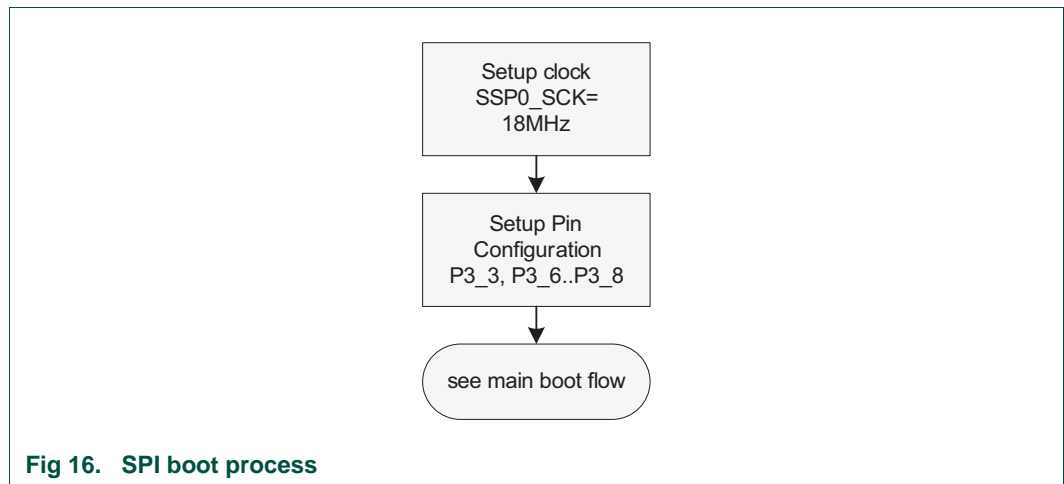 Setup clock
SSP0_SCK=
18MHz
Setup Pin
Configuration
P3_3, P3_6..P3_8
see main boot flow
Fig 16. SPI boot process